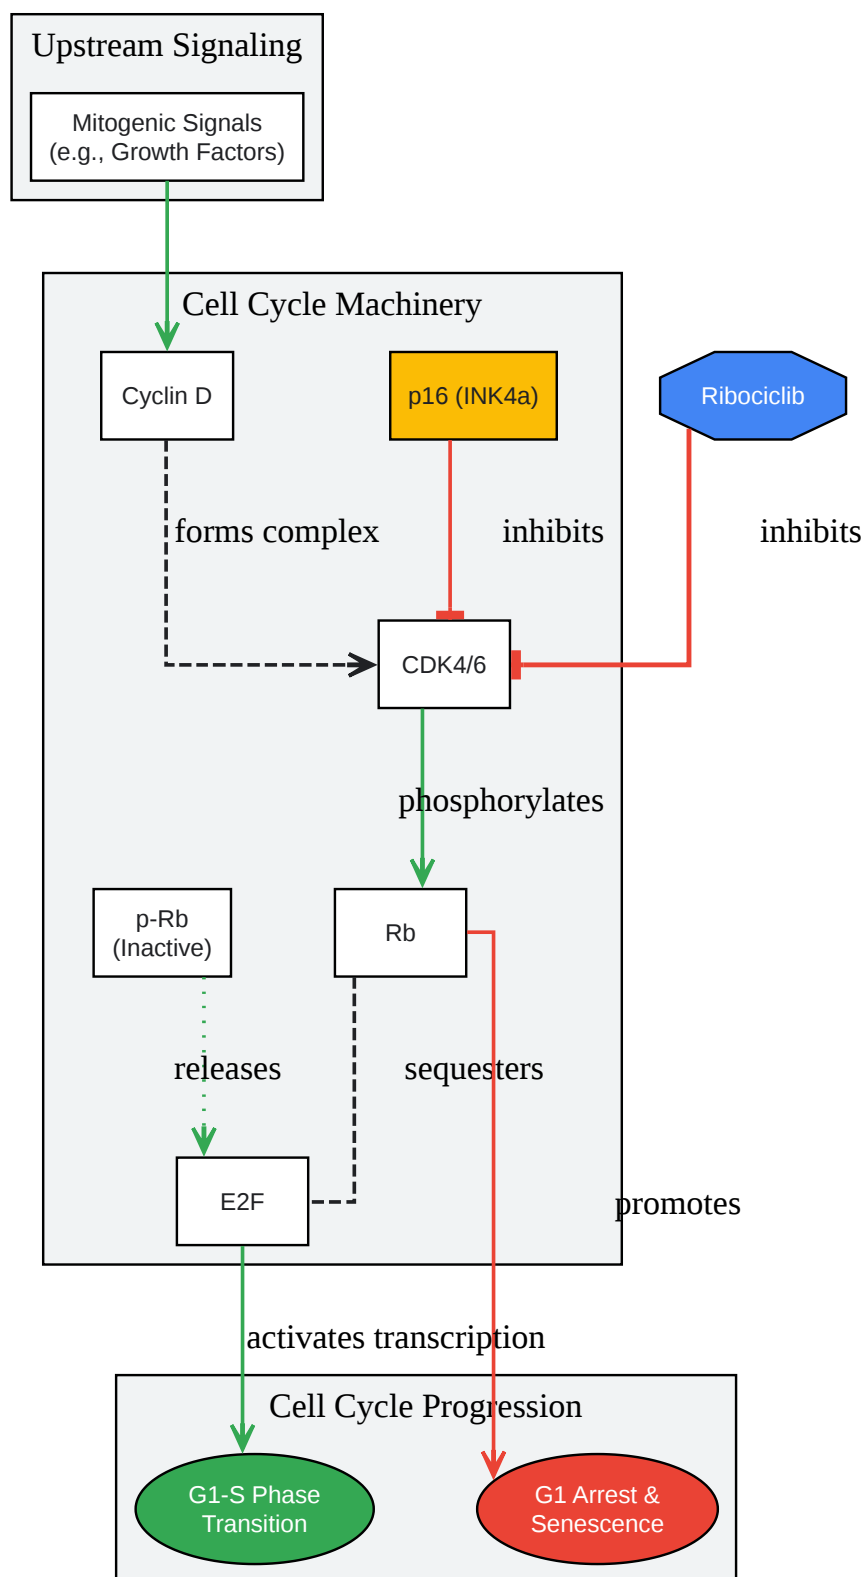 Upstream Signaling
Mitogenic Signals
(e.g., Growth Factors)
Cell Cycle Machinery
Cyclin D
p16 (INK4a)
Ribociclib
forms complex
inhibits
inhibits
CDK4/6
phosphorylates
p-Rb
(Inactive)
Rb
releases
sequesters
E2F
promotes
activates transcription
Cell Cycle Progression
G1-S Phase
Transition
G1 Arrest &
Senescence